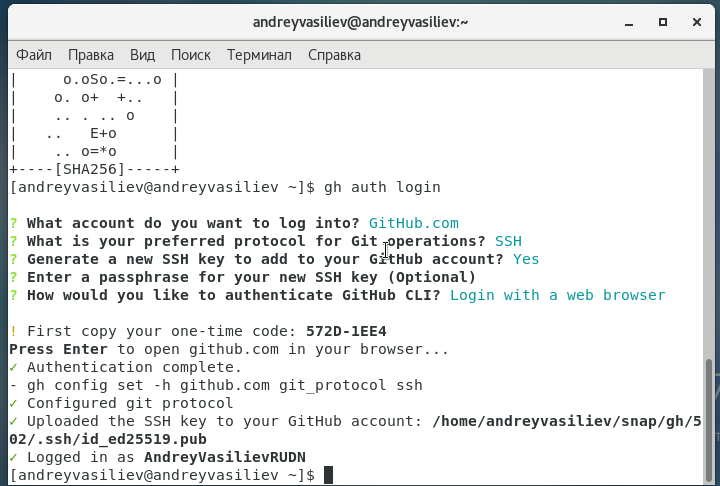 andreyvasiliev@andreyvasiliev:~
Файл Правка Вид Поиск Терминал Справка
|     o.oSo.=...o |
|    o. o+  +..   |
|    .. . .. o    |
|   ..   E+o      |
|    .. o=*o      |
+----[SHA256]-----+
[andreyvasiliev@andreyvasiliev ~]$ gh auth login
? What account do you want to log into? GitHub.com
? What is your preferred protocol for Git operations? SSH
? Generate a new SSH key to add to your GitHub account? Yes
? Enter a passphrase for your new SSH key (Optional)
? How would you like to authenticate GitHub CLI? Login with a web browser
! First copy your one-time code: 572D-1EE4
Press Enter to open github.com in your browser...
✓ Authentication complete.
- gh config set -h github.com git_protocol ssh
✓ Configured git protocol
✓ Uploaded the SSH key to your GitHub account: /home/andreyvasiliev/snap/gh/5
02/.ssh/id_ed25519.pub
✓ Logged in as AndreyVasilievRUDN
[andreyvasiliev@andreyvasiliev ~]$